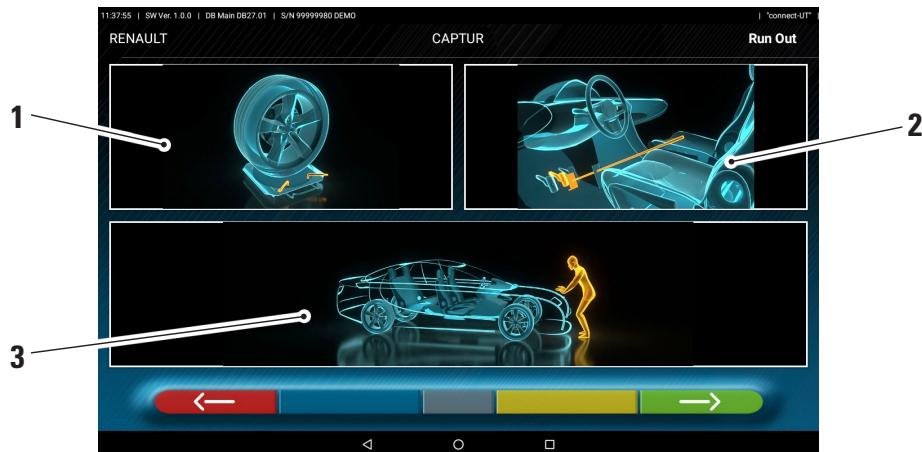 11:37:55 | SW Ver. 1.0.0 | DB Main DB27.01 | S/N 99999980 DEMO | "connect-UT" |
RENAULT CAPTUR Run Out
1
2
3